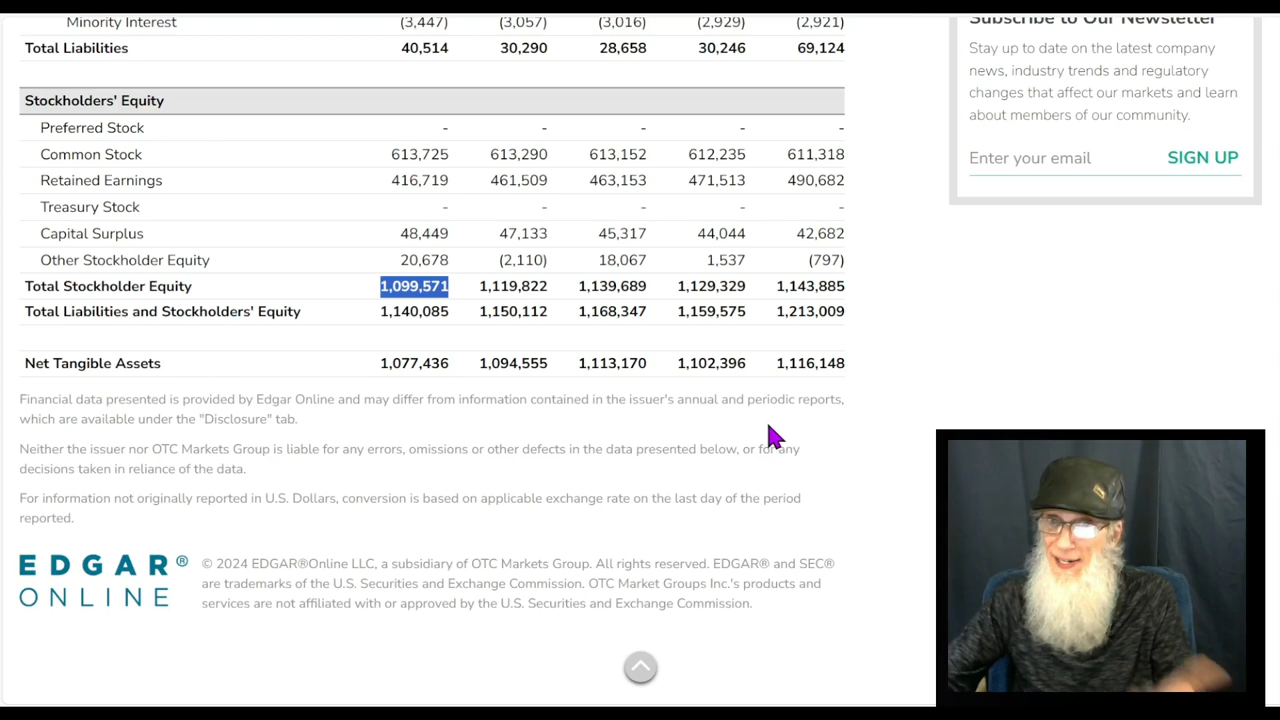 Minority Interest (3,447) (3,057) (3,016) (2,929) (2,921)
Total Liabilities 40,514 30,290 28,658 30,246 69,124
Stockholders' Equity
Preferred Stock - - - - -
Common Stock 613,725 613,290 613,152 612,235 611,318
Retained Earnings 416,719 461,509 463,153 471,513 490,682
Treasury Stock - - - - -
Capital Surplus 48,449 47,133 45,317 44,044 42,682
Other Stockholder Equity 20,678 (2,110) 18,067 1,537 (797)
Total Stockholder Equity 1,099,571 1,119,822 1,139,689 1,129,329 1,143,885
Total Liabilities and Stockholders' Equity 1,140,085 1,150,112 1,168,347 1,159,575 1,213,009
Net Tangible Assets 1,077,436 1,094,555 1,113,170 1,102,396 1,116,148
Financial data presented is provided by Edgar Online and may differ from information contained in the issuer's annual and periodic reports,
which are available under the "Disclosure" tab.
Neither the issuer nor OTC Markets Group is liable for any errors, omissions or other defects in the data presented below, or for any
decisions taken in reliance of the data.
For information not originally reported in U.S. Dollars, conversion is based on applicable exchange rate on the last day of the period
reported.
EDGAR®
ONLINE
© 2024 EDGAR®Online LLC, a subsidiary of OTC Markets Group. All rights reserved. EDGAR® and SEC®
are trademarks of the U.S. Securities and Exchange Commission. OTC Market Groups Inc.'s products and
services are not affiliated with or approved by the U.S. Securities and Exchange Commission.
Subscribe to Our Newsletter
Stay up to date on the latest company
news, industry trends and regulatory
changes that affect our markets and learn
about members of our community.
Enter your email SIGN UP